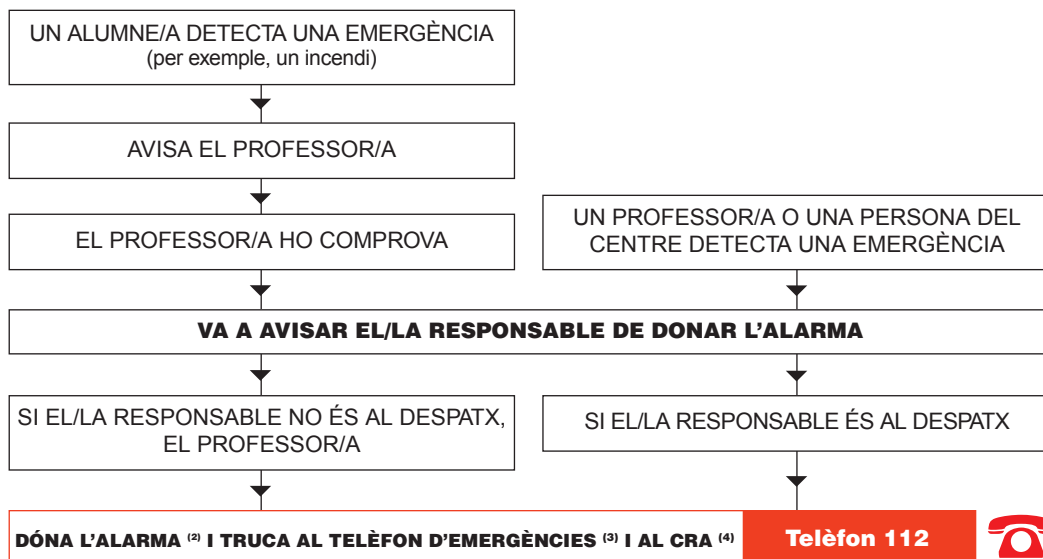 UN ALUMNE/A DETECTA UNA EMERGÈNCIA
(per exemple, un incendi)
AVISA EL PROFESSOR/A
EL PROFESSOR/A HO COMPROVA
UN PROFESSOR/A O UNA PERSONA DEL
CENTRE DETECTA UNA EMERGÈNCIA
VA A AVISAR EL/LA RESPONSABLE DE DONAR L'ALARMA
SI EL/LA RESPONSABLE NO ÉS AL DESPATX,
EL PROFESSOR/A
SI EL/LA RESPONSABLE ÉS AL DESPATX
DÓNA L'ALARMA (2) I TRUCA AL TELÈFON D'EMERGÈNCIES (3) I AL CRA (4)
Telèfon 112